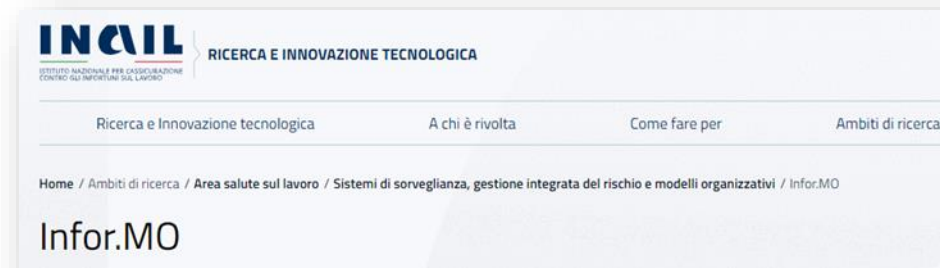 INAIL
ISTITUTO NAZIONALE PER L'ASSICURAZIONE
CONTRO GLI INFORTUNI SUL LAVORO
RICERCA E INNOVAZIONE TECNOLOGICA
Ricerca e Innovazione tecnologica A chi è rivolta Come fare per Ambiti di ricerca
Home / Ambiti di ricerca / Area salute sul lavoro / Sistemi di sorveglianza, gestione integrata del rischio e modelli organizzativi / Infor.MO
Infor.MO